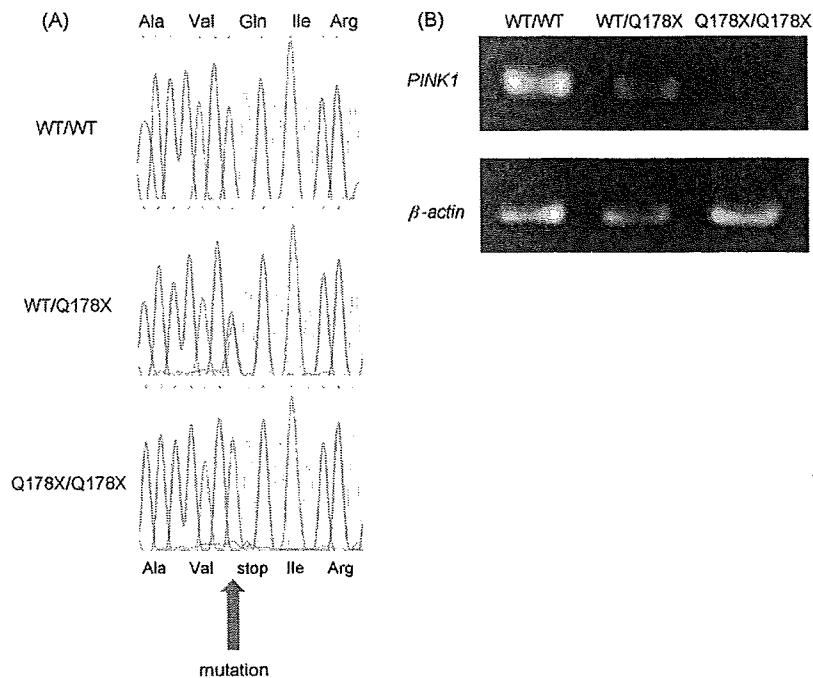 (A)
Ala Val Gln Ile Arg
WT/WT
WT/Q178X
Q178X/Q178X
Ala Val stop Ile Arg
mutation
(B)
WT/WT WT/Q178X Q178X/Q178X
PINK1
β-actin